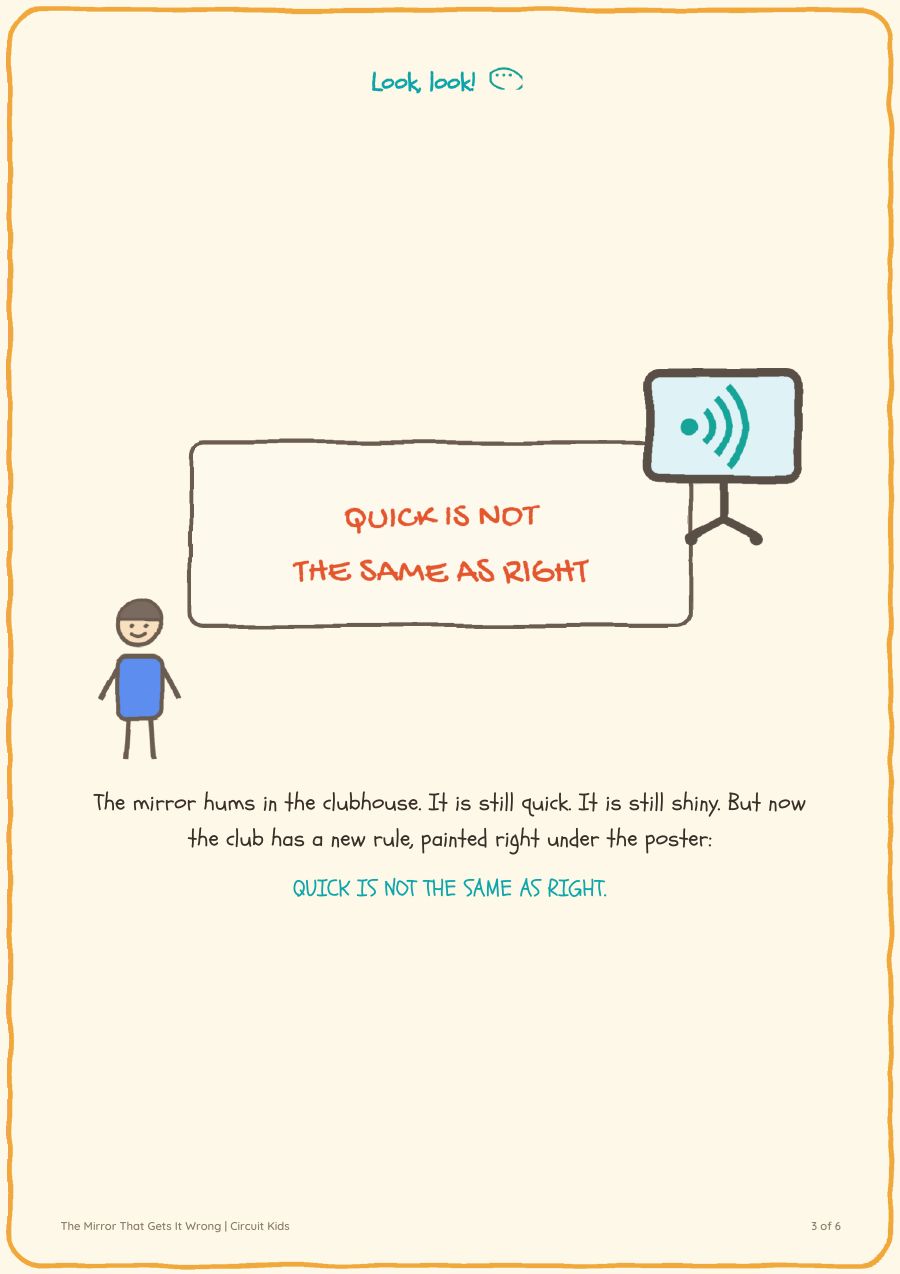 Look, look!
QUICK IS NOT
THE SAME AS RIGHT
The mirror hums in the clubhouse. It is still quick. It is still shiny. But now
the club has a new rule, painted right under the poster:
QUICK IS NOT THE SAME AS RIGHT.
The Mirror That Gets It Wrong | Circuit Kids
3 of 6